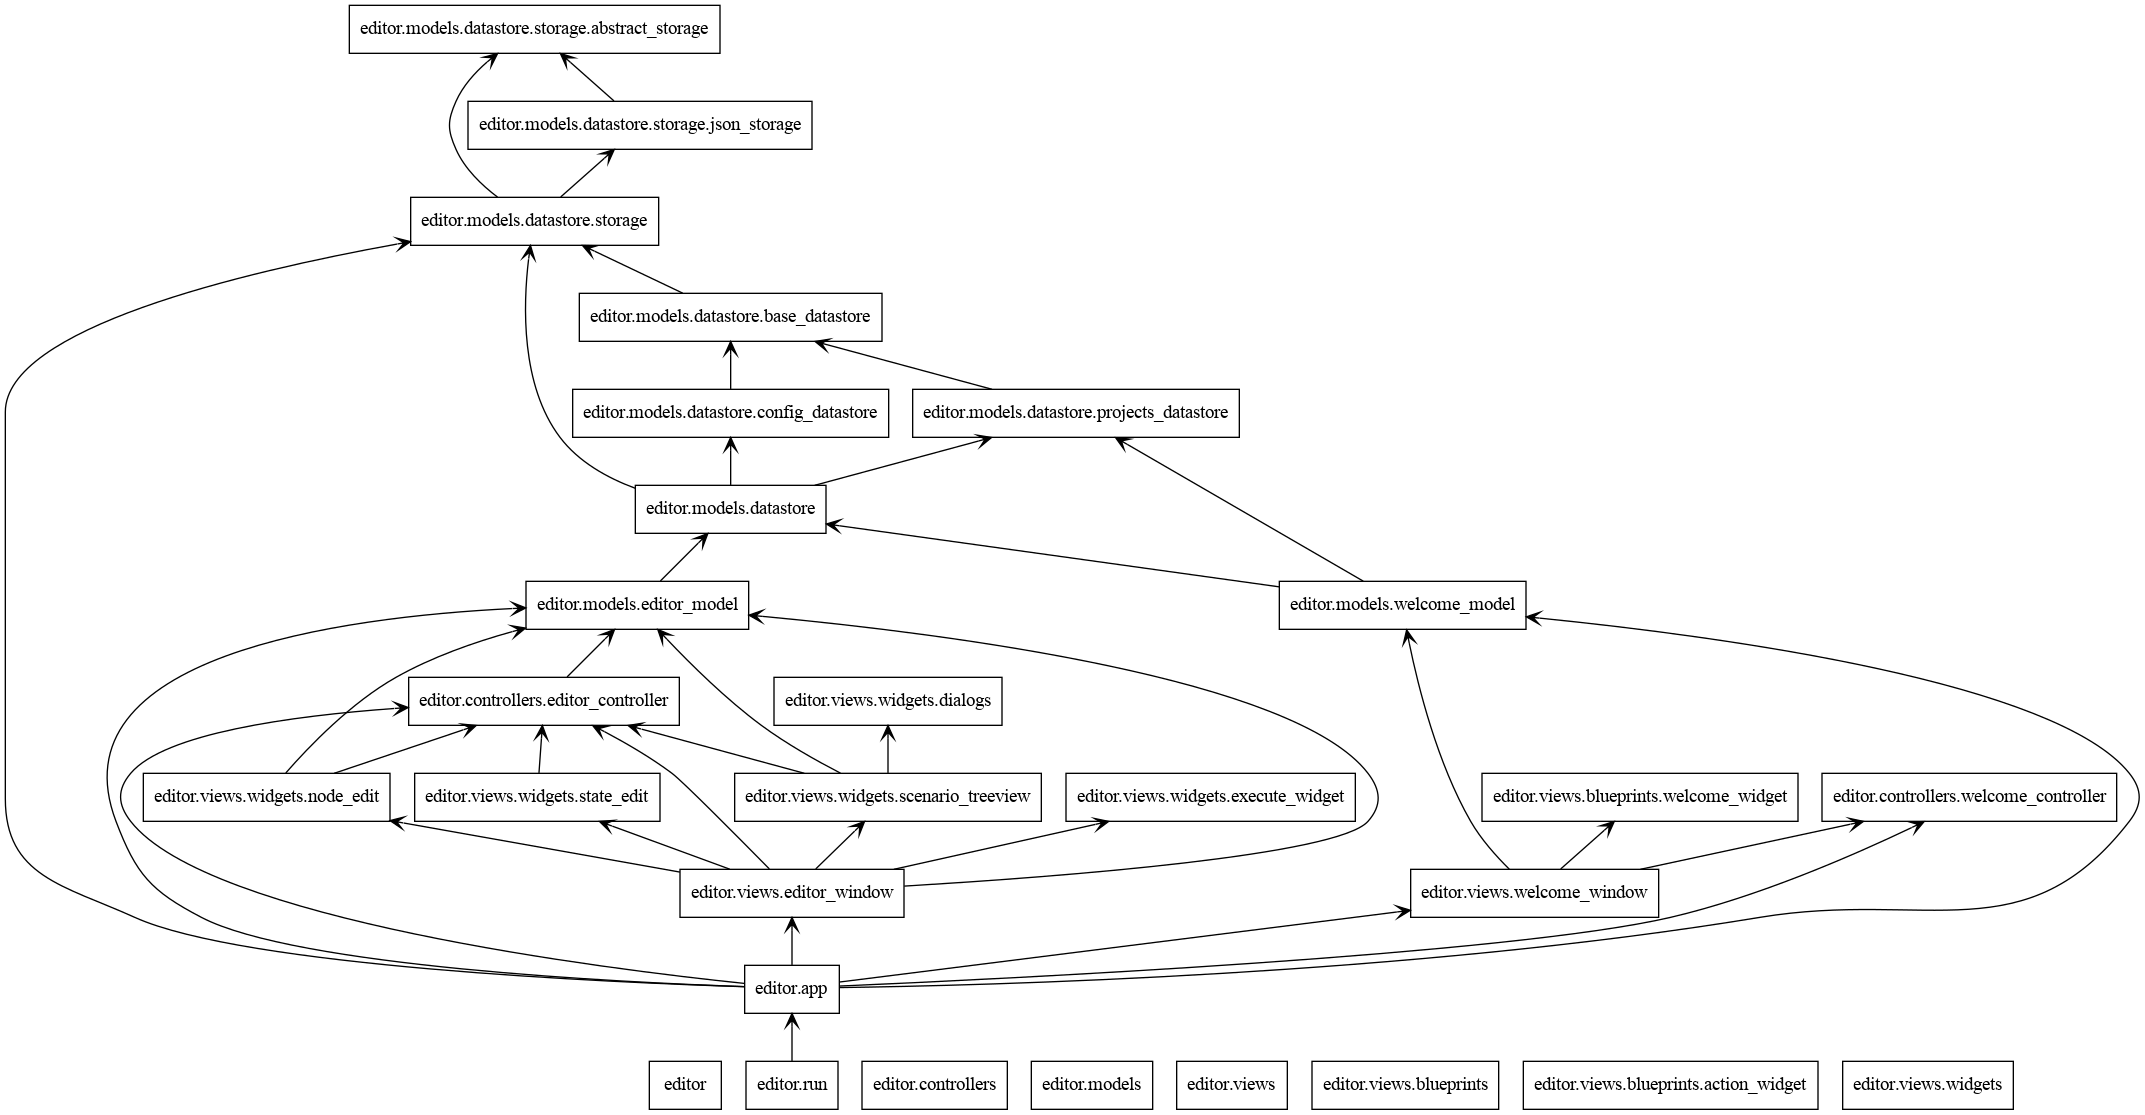 editor.models.datastore.storage.abstract_storage
editor.models.datastore.storage.json_storage
editor.models.datastore.storage
editor.models.datastore.base_datastore
editor.models.datastore.config_datastore
editor.models.datastore.projects_datastore
editor.models.datastore
editor.models.editor_model
editor.models.welcome_model
editor.controllers.editor_controller
editor.views.widgets.dialogs
editor.views.widgets.node_edit
editor.views.widgets.state_edit
editor.views.widgets.scenario_treeview
editor.views.widgets.execute_widget
editor.views.blueprints.welcome_widget
editor.controllers.welcome_controller
editor.views.editor_window
editor.views.welcome_window
editor.app
editor
editor.run
editor.controllers
editor.models
editor.views
editor.views.blueprints
editor.views.blueprints.action_widget
editor.views.widgets